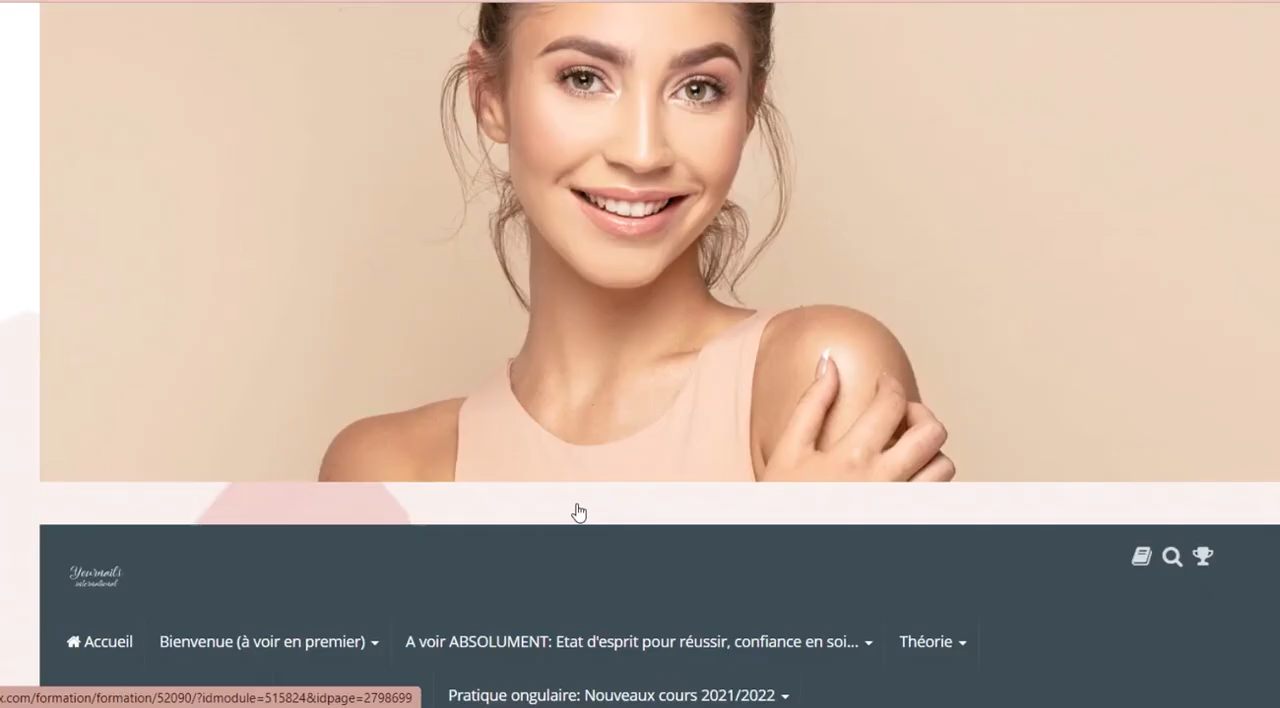 Yournails
international
Accueil
Bienvenue (à voir en premier)
A voir ABSOLUMENT: Etat d'esprit pour réussir, confiance en soi...
Théorie
Pratique ongulaire: Nouveaux cours 2021/2022
x.com/formation/formation/52090/?idmodule=515824&idpage=2798699